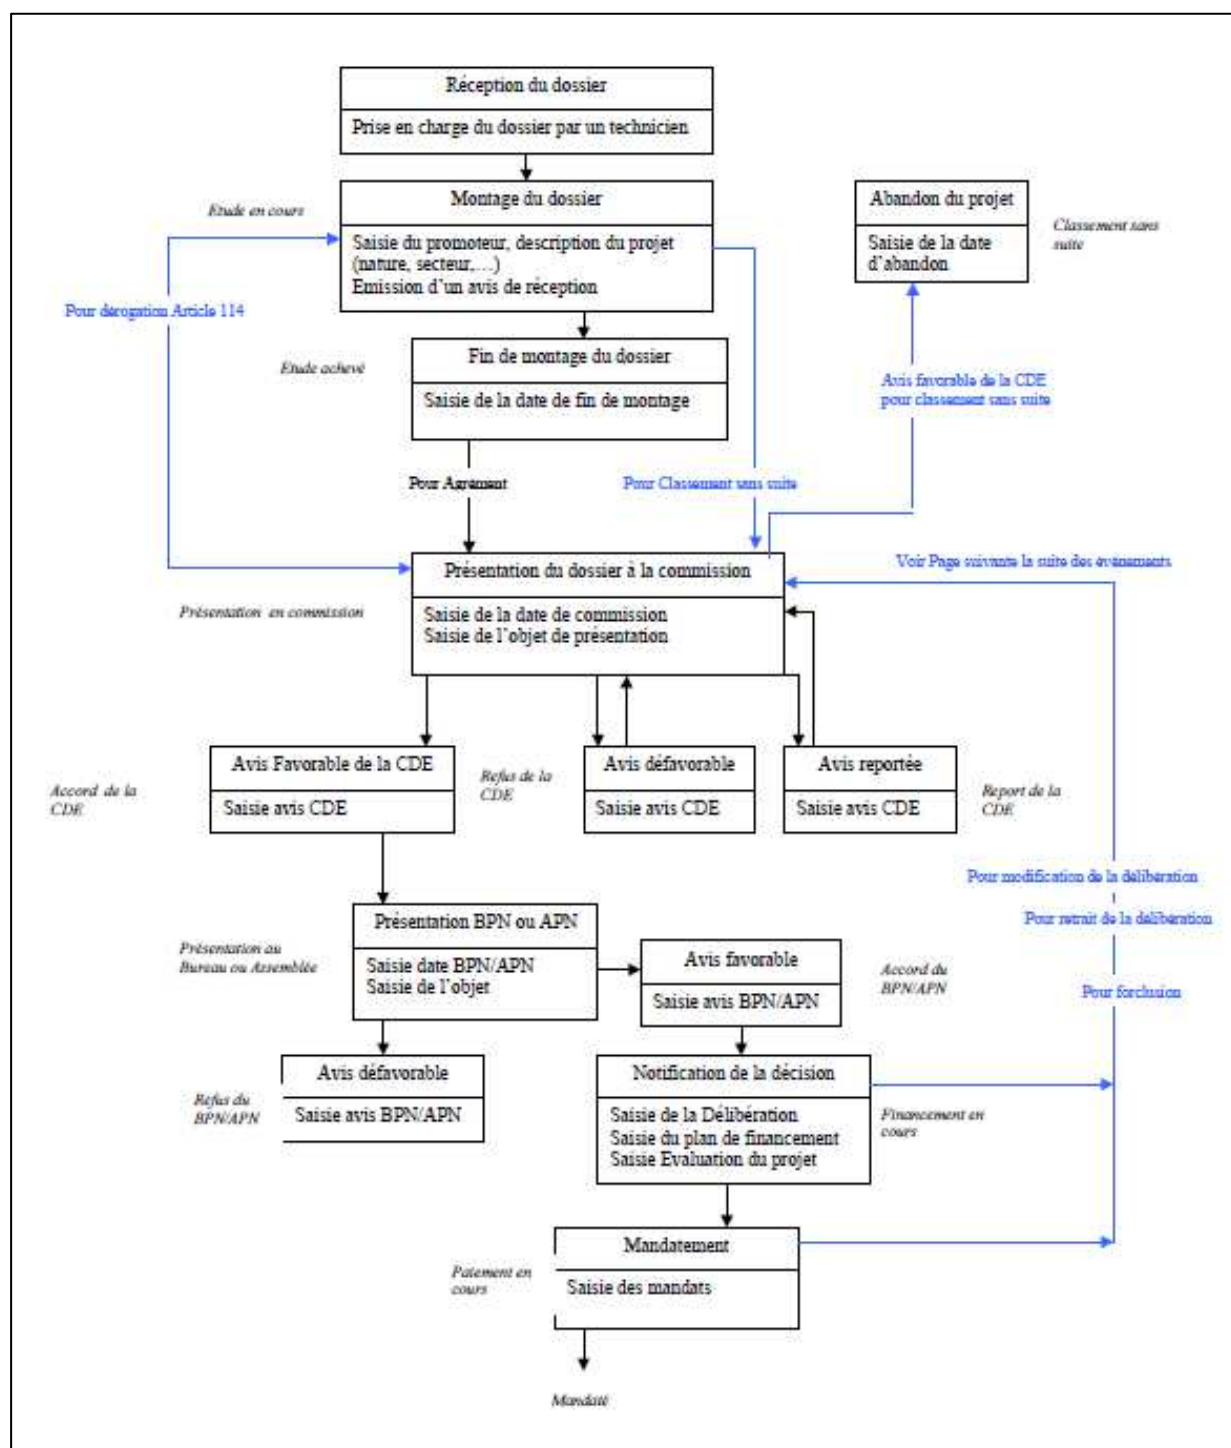 Réception du dossier
Prise en charge du dossier par un technicien
Etude en cours
Montage du dossier
Saisie du promoteur, description du projet
(nature, secteur,…)
Emission d'un avis de réception
Abandon du projet
Saisie de la date
d'abandon
Classement sans
suite
Pour dérogation Article 114
Etude achevé
Fin de montage du dossier
Saisie de la date de fin de montage
Avis favorable de la CDE
pour classement sans suite
Pour Agrément
Pour Classement sans suite
Présentation du dossier à la commission
Voir Page suivante la suite des évènements
Présentation en commission
Saisie de la date de commission
Saisie de l'objet de présentation
Accord de la
CDE
Avis Favorable de la CDE
Saisie avis CDE
Refus de la
CDE
Avis défavorable
Saisie avis CDE
Avis reportée
Saisie avis CDE
Report de la
CDE
Pour modification de la délibération
Pour retrait de la délibération
Pour forclusion
Présentation au
Bureau ou Assemblée
Présentation BPN ou APN
Saisie date BPN/APN
Saisie de l'objet
Avis favorable
Saisie avis BPN/APN
Accord du
BPN/APN
Refus du
BPN/APN
Avis défavorable
Saisie avis BPN/APN
Notification de la décision
Saisie de la Délibération
Saisie du plan de financement
Saisie Evaluation du projet
Financement en
cours
Paiement en
cours
Mandatement
Saisie des mandats
Mandaté